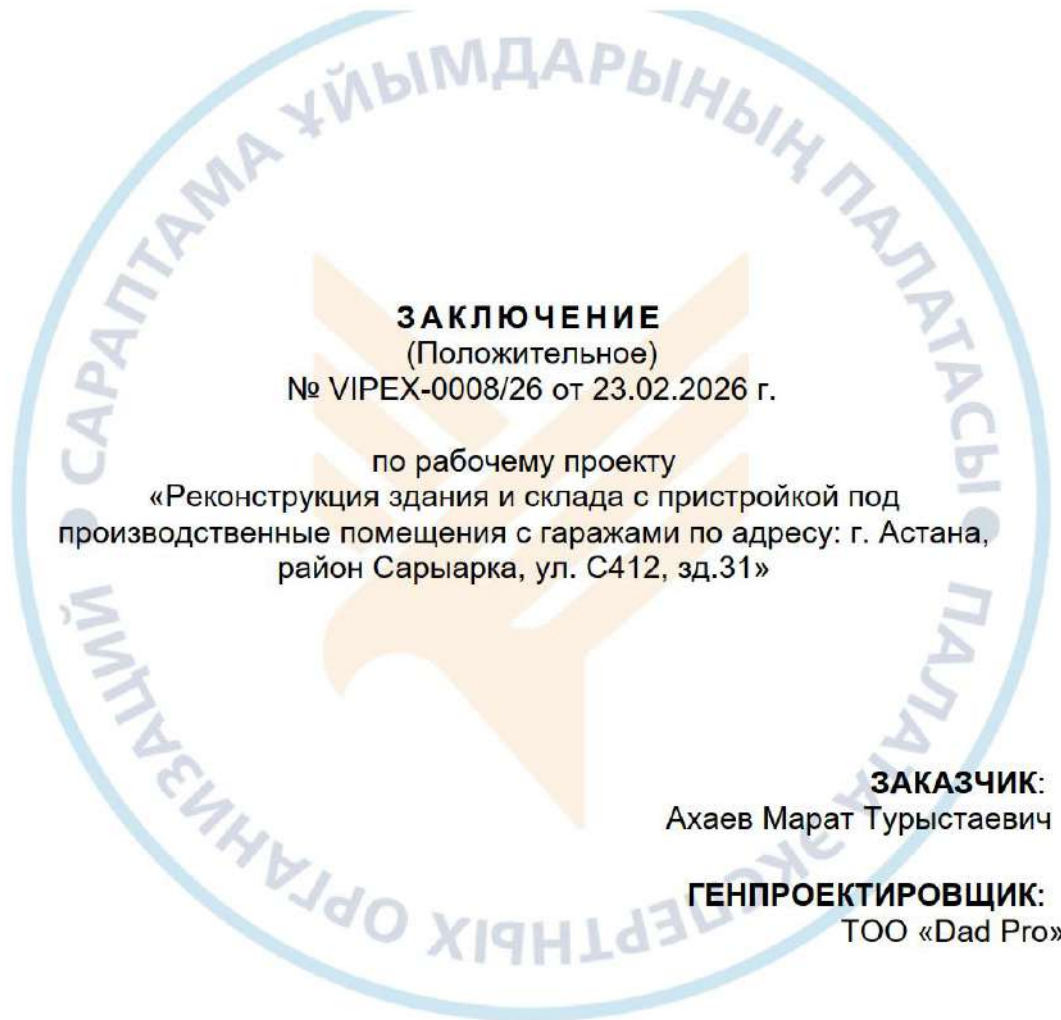 САРАПТАМА ҰЙЫМДАРЫНЫҢ ПАЛАТАСЫ
ЗАКЛЮЧЕНИЕ
(Положительное)
№ VIPEX-0008/26 от 23.02.2026 г.
по рабочему проекту
«Реконструкция здания и склада с пристройкой под
производственные помещения с гаражами по адресу: г. Астана,
район Сарыарка, ул. С412, зд.31»
ЗАКАЗЧИК:
Ахаев Марат Турыстаевич
ГЕНПРОЕКТИРОВЩИК:
ТОО «Dad Pro»
ПАЛАТА ЭКСПЕРТНЫХ ОРГАНИЗАЦИЙ